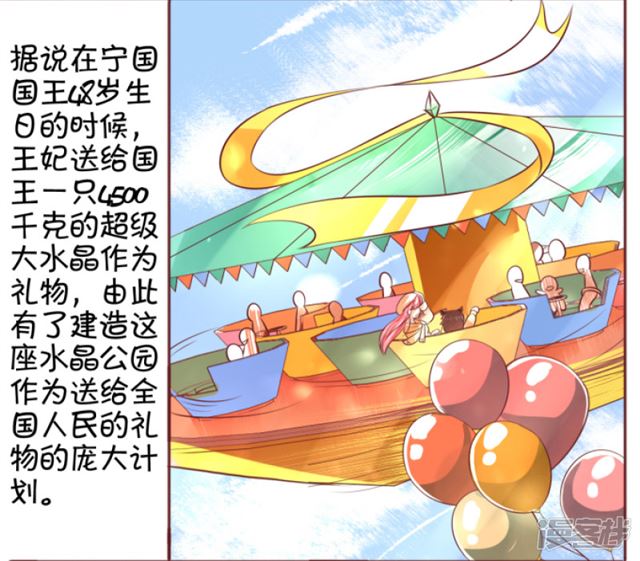 据说在宁国
国王48岁生
日的时候，
王妃送给国
王一只4500
千克的超级
大水晶作为
礼物，由此
有了建造这
座水晶公园
作为送给全
国人民的礼
物的庞大计
划。
漫客栈